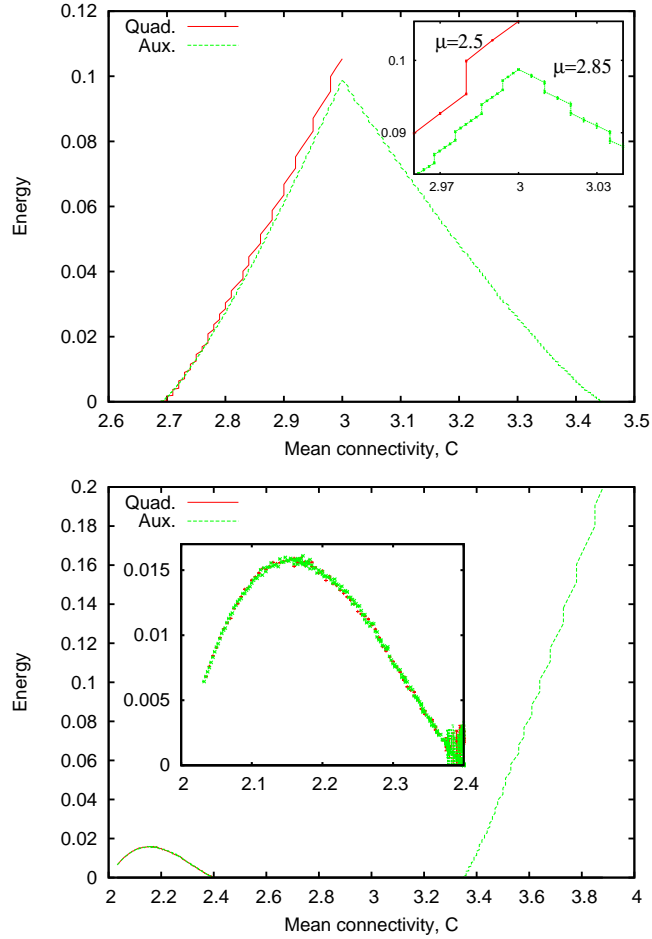 Quad.
Aux.
0.12
0.1
0.08
0.06
0.04
0.02
0
Energy
2.6 2.7 2.8 2.9 3 3.1 3.2 3.3 3.4 3.5
Mean connectivity, C
μ=2.5
μ=2.85
0.1
0.09
2.97 3 3.03
Quad.
Aux.
0.2
0.18
0.16
0.14
0.12
0.1
0.08
0.06
0.04
0.02
0
Energy
2 2.2 2.4 2.6 2.8 3 3.2 3.4 3.6 3.8 4
Mean connectivity, C
0.015
0.01
0.005
0
2 2.1 2.2 2.3 2.4